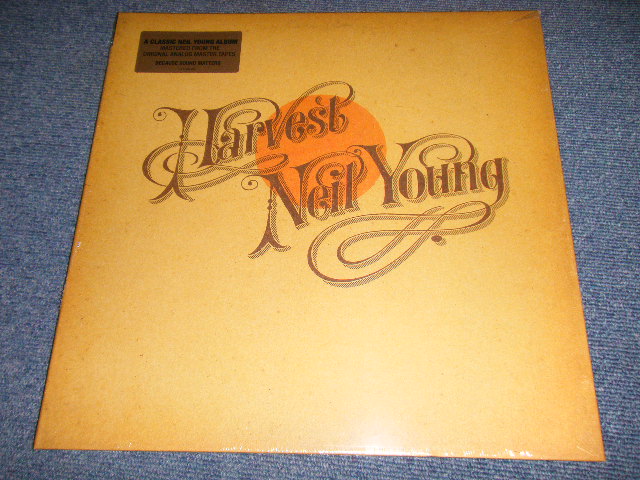 A CLASSIC NEIL YOUNG ALBUM
MASTERED FROM THE
ORIGINAL ANALOG MASTER TAPES
BECAUSE SOUND MATTERS
Harvest
Neil Young